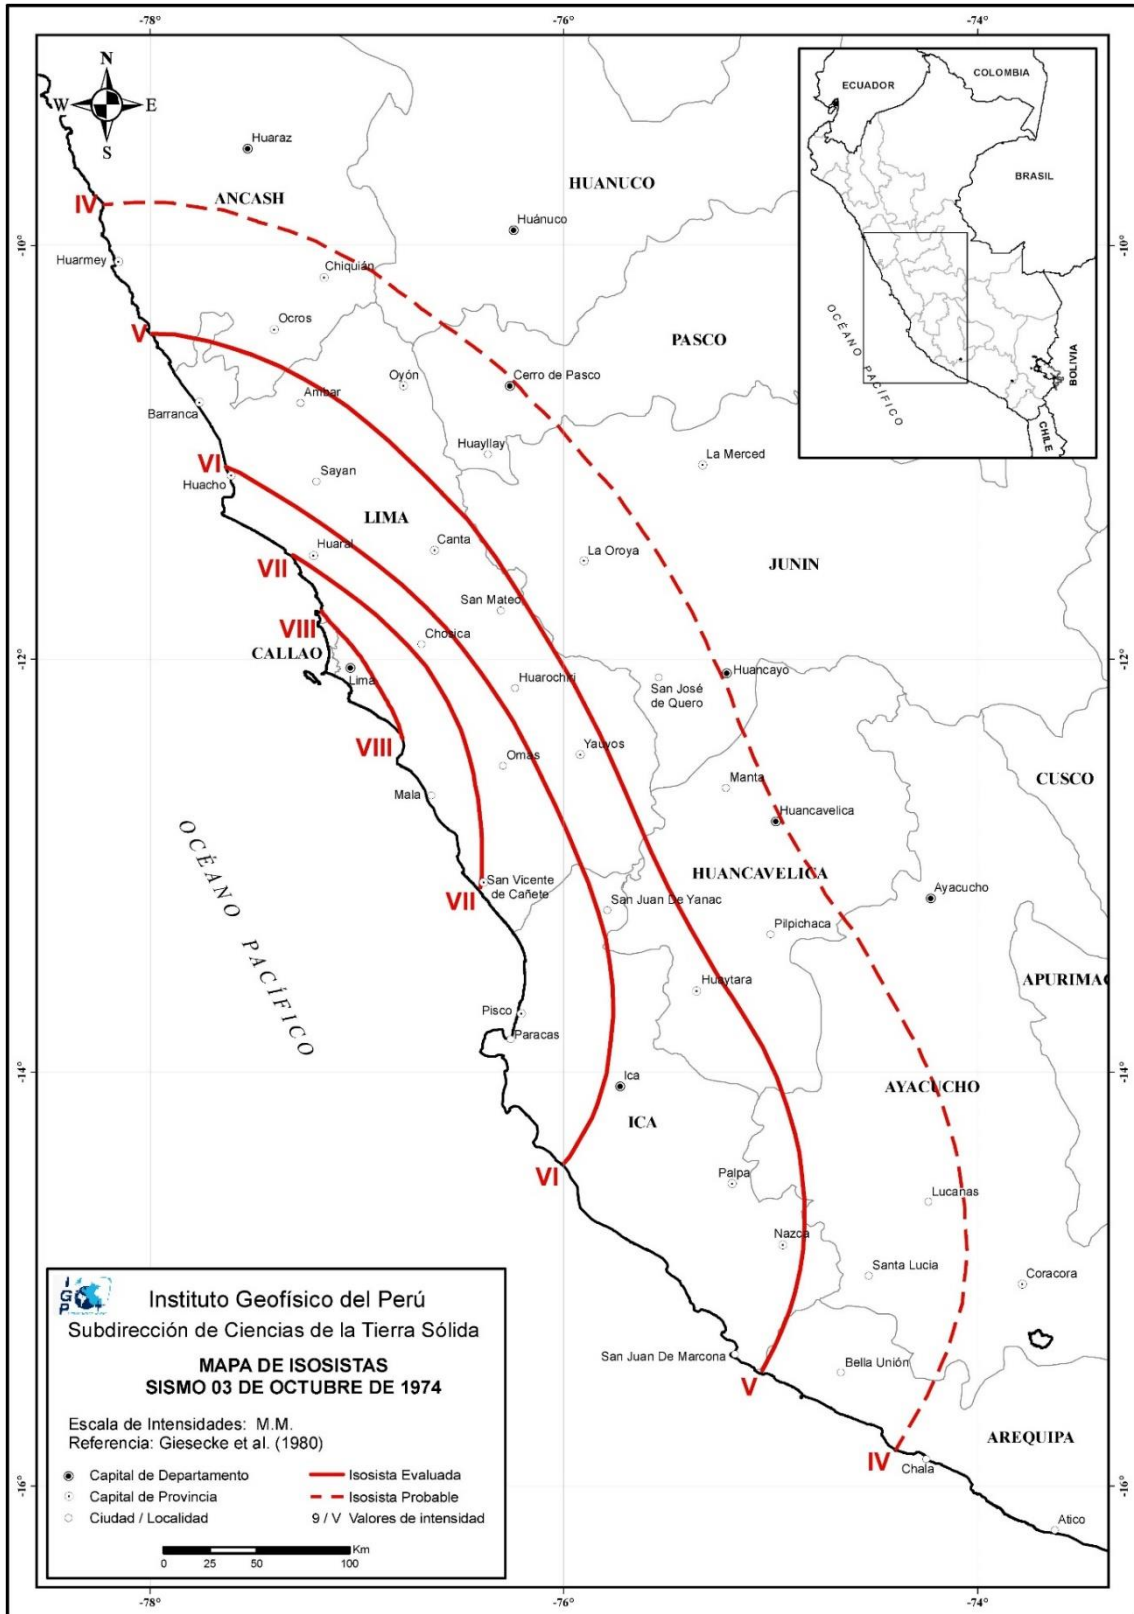 -78°
-76°
-74°
N
W E
S
ECUADOR
COLOMBIA
BRASIL
OCÉANO PACÍFICO
BOLIVIA
CHILE
Huaraz
ANCASH
HUANUCO
IV
Huánuco
-10°
-10°
Huarmey
Chiquián
V
Ocros
PASCO
Oyón
Cerro de Pasco
Barranca
Ambar
Huayllay
La Merced
VI
Huacho
Sayan
LIMA
Huaral
Canta
La Oroya
VII
JUNIN
San Mateo
VIII
Chosica
CALLAO
-12°
-12°
Lima
Huarochiri
San José
de Quero
Huancayo
VIII
Omas
Yauyos
Mala
Manta
CUSCO
Huancavelica
OCÉANO PACÍFICO
HUANCAVELICA
San Vicente
de Cañete
VII
Ayacucho
San Juan De Yanac
Pilpichaca
Huaytara
APURIMAC
Pisco
Paracas
-14°
-14°
Ica
AYACUCHO
ICA
VI
Palpa
Lucanas
Nazca
Santa Lucia
Coracora
San Juan De Marcona
Bella Unión
V
AREQUIPA
IV
Chala
-16°
-16°
Atico
IGP
Instituto Geofísico del Perú
Subdirección de Ciencias de la Tierra Sólida
MAPA DE ISOSISTAS
SISMO 03 DE OCTUBRE DE 1974
Escala de Intensidades: M.M.
Referencia: Giesecke et al. (1980)
Capital de Departamento
Isosista Evaluada
Capital de Provincia
Isosista Probable
Ciudad / Localidad
9 / V Valores de intensidad
Km
0 25 50 100
-78°
-76°
-74°